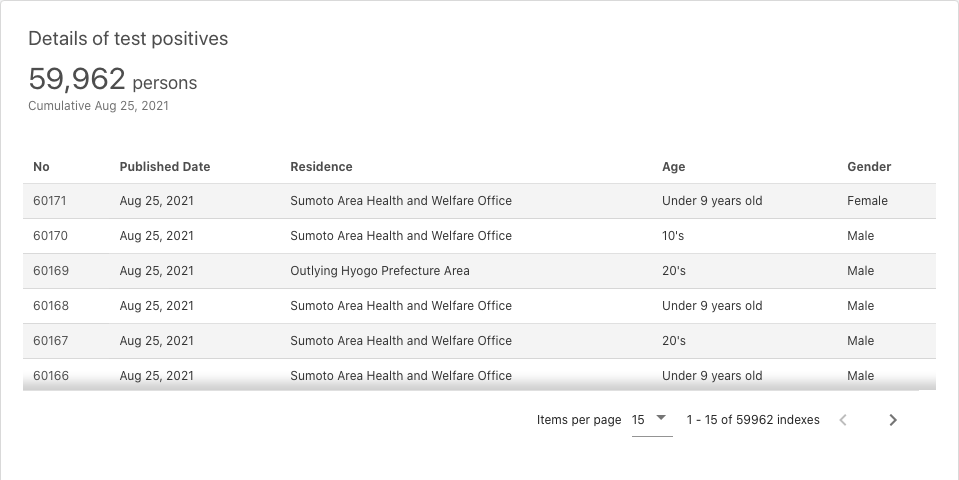 Details of test positives
59,962 persons
Cumulative Aug 25, 2021
No Published Date Residence Age Gender
60171 Aug 25, 2021 Sumoto Area Health and Welfare Office Under 9 years old Female
60170 Aug 25, 2021 Sumoto Area Health and Welfare Office 10's Male
60169 Aug 25, 2021 Outlying Hyogo Prefecture Area 20's Male
60168 Aug 25, 2021 Sumoto Area Health and Welfare Office Under 9 years old Male
60167 Aug 25, 2021 Sumoto Area Health and Welfare Office 20's Male
60166 Aug 25, 2021 Sumoto Area Health and Welfare Office Under 9 years old Male
Items per page 15 1 - 15 of 59962 indexes